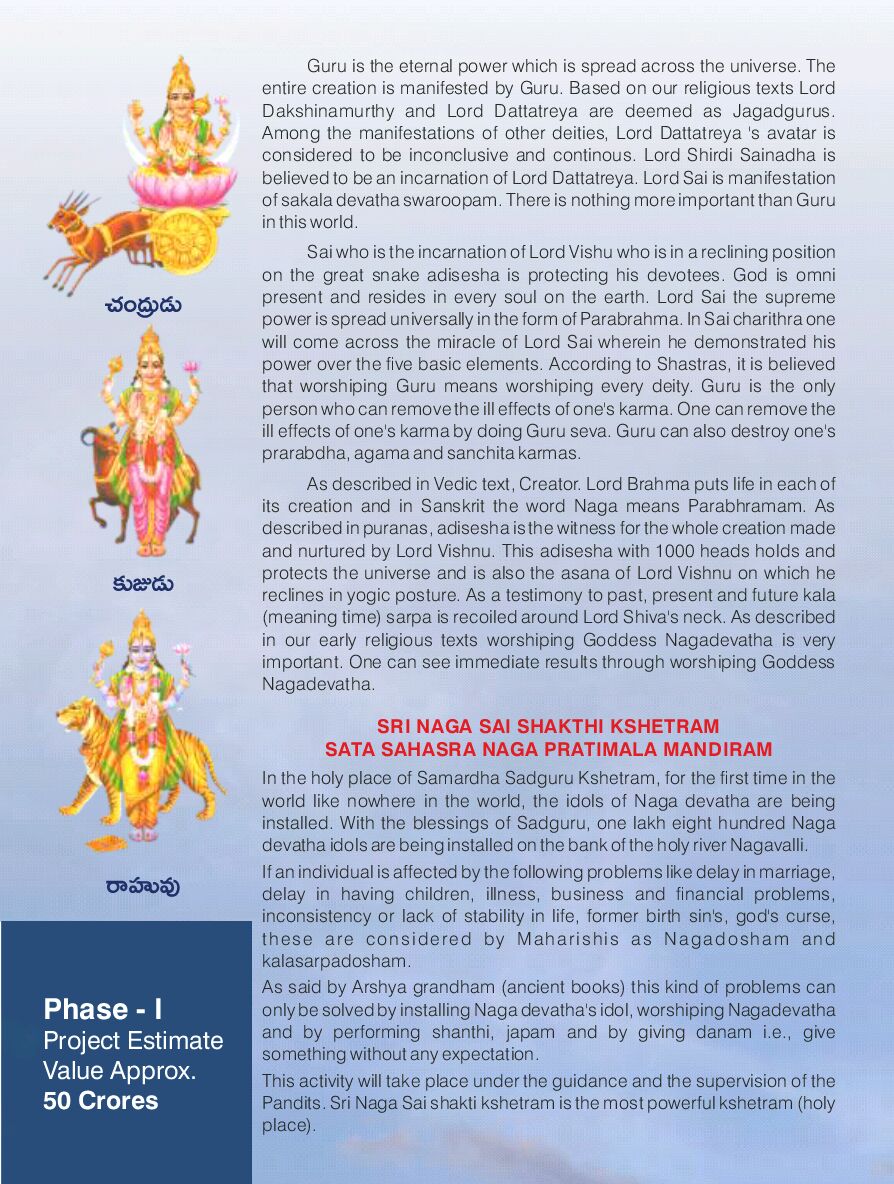 Guru is the eternal power which is spread across the universe. The
entire creation is manifested by Guru. Based on our religious texts Lord
Dakshinamurthy and Lord Dattatreya are deemed as Jagadgurus.
Among the manifestations of other deities, Lord Dattatreya 's avatar is
considered to be inconclusive and continous. Lord Shirdi Sainadha is
believed to be an incarnation of Lord Dattatreya. Lord Sai is manifestation
of sakala devatha swaroopam. There is nothing more important than Guru
in this world.
Sai who is the incarnation of Lord Vishu who is in a reclining position
on the great snake adisesha is protecting his devotees. God is omni
present and resides in every soul on the earth. Lord Sai the supreme
power is spread universally in the form of Parabrahma. In Sai charithra one
will come across the miracle of Lord Sai wherein he demonstrated his
power over the five basic elements. According to Shastras, it is believed
that worshiping Guru means worshiping every deity. Guru is the only
person who can remove the ill effects of one's karma. One can remove the
ill effects of one's karma by doing Guru seva. Guru can also destroy one's
prarabdha, agama and sanchita karmas.
As described in Vedic text, Creator. Lord Brahma puts life in each of
its creation and in Sanskrit the word Naga means Parabhramam. As
described in puranas, adisesha is the witness for the whole creation made
and nurtured by Lord Vishnu. This adisesha with 1000 heads holds and
protects the universe and is also the asana of Lord Vishnu on which he
reclines in yogic posture. As a testimony to past, present and future kala
(meaning time) sarpa is recoiled around Lord Shiva's neck. As described
in our early religious texts worshiping Goddess Nagadevatha is very
important. One can see immediate results through worshiping Goddess
Nagadevatha.
SRI NAGA SAI SHAKTHI KSHETRAM
SATA SAHASRA NAGA PRATIMALA MANDIRAM
In the holy place of Samardha Sadguru Kshetram, for the first time in the
world like nowhere in the world, the idols of Naga devatha are being
installed. With the blessings of Sadguru, one lakh eight hundred Naga
devatha idols are being installed on the bank of the holy river Nagavalli.
If an individual is affected by the following problems like delay in marriage,
delay in having children, illness, business and financial problems,
inconsistency or lack of stability in life, former birth sin's, god's curse,
these are considered by Maharishis as Nagadosham and
kalasarpadosham.
As said by Arshya grandham (ancient books) this kind of problems can
only be solved by installing Naga devatha's idol, worshiping Nagadevatha
and by performing shanthi, japam and by giving danam i.e., give
something without any expectation.
This activity will take place under the guidance and the supervision of the
Pandits. Sri Naga Sai shakti kshetram is the most powerful kshetram (holy
place).
చంద్రుడు
కుజుడు
రాహువు
Phase - I
Project Estimate
Value Approx.
50 Crores